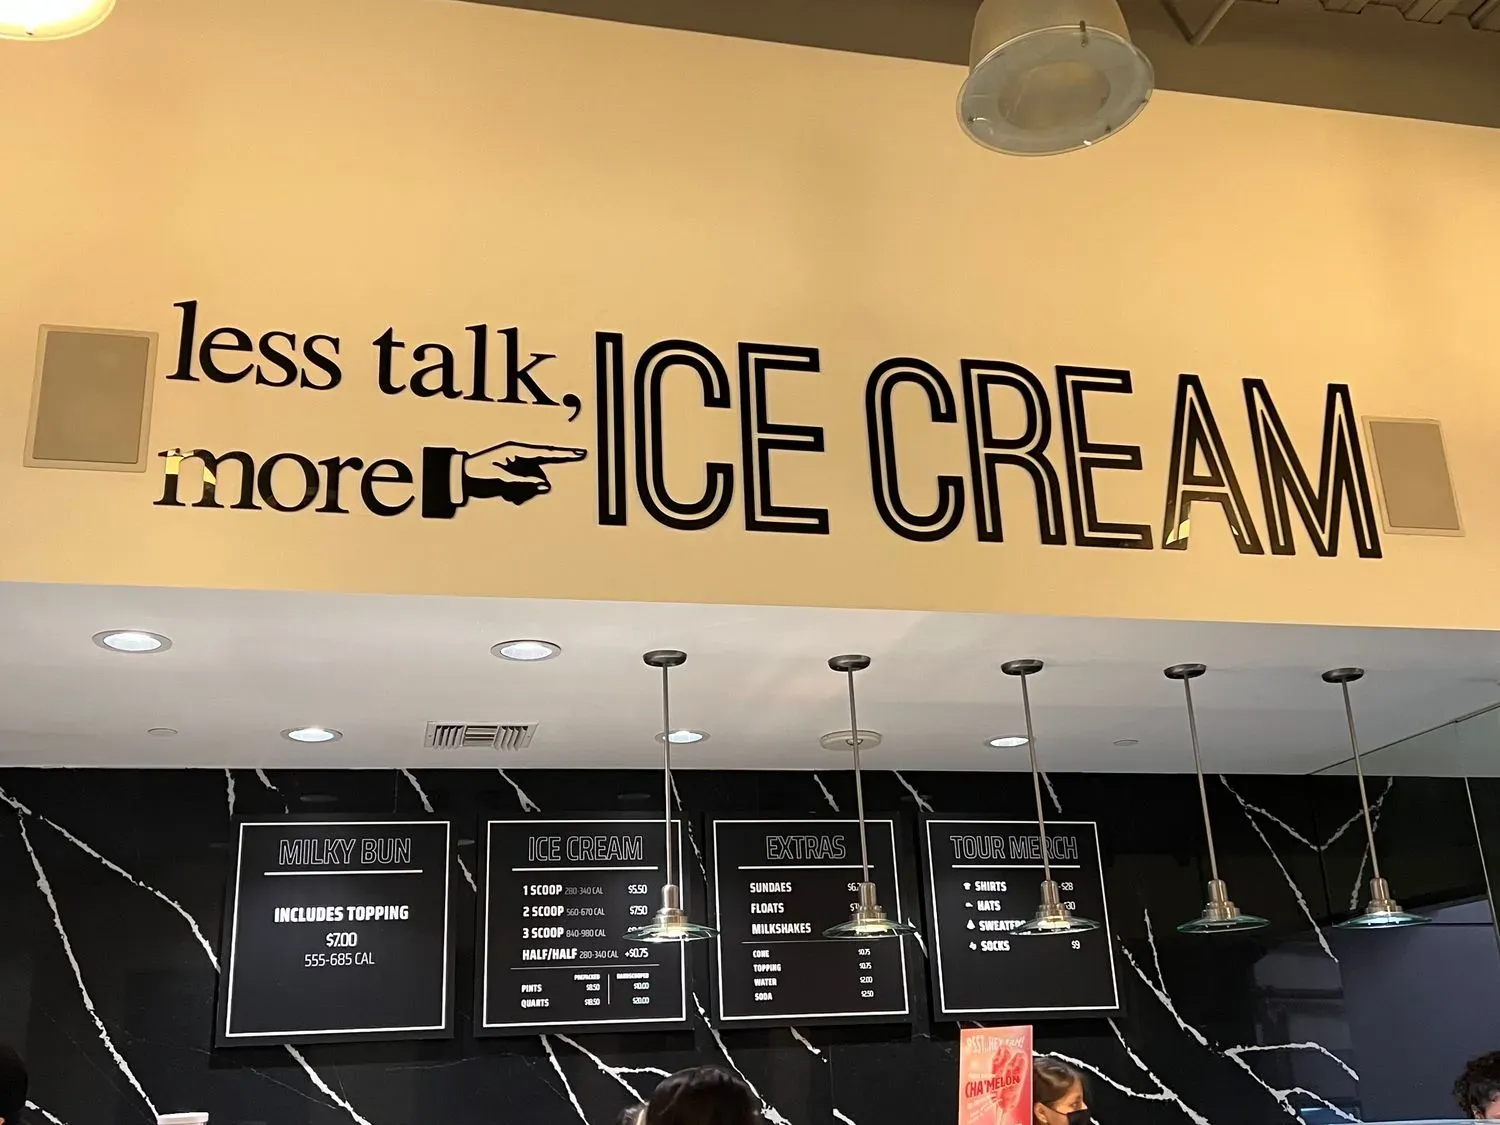 less talk,
more ICE CREAM
MILKY BUN
INCLUDES TOPPING
$7.00
555-685 CAL
ICE CREAM
1 SCOOP 280-340 CAL $5.50
2 SCOOP 560-670 CAL $7.50
3 SCOOP 840-980 CAL
HALF/HALF 280-340 CAL +$0.75
PREPACKED HANDSCOOPED
PINTS $8.50 $10.00
QUARTS $18.50 $20.00
EXTRAS
SUNDAES
FLOATS
MILKSHAKES
CONE $0.75
TOPPING $0.75
WATER $2.00
SODA $2.50
TOUR MERCH
SHIRTS
HATS
SOCKS $9
PSST..HEY FAM!
CHA'MELON